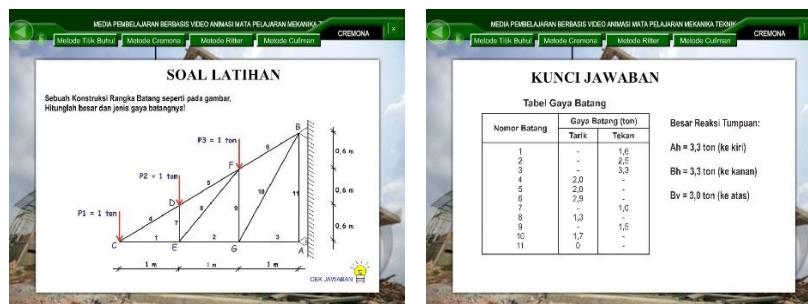 MEDIA PEMBELAJARAN BERBASIS VIDEO ANIMASI MATA PELAJARAN MEKANIKA T
Metode Titik Buhul
Metode Cremona
Metode Ritter
Metode Culman
CREMONA
x
SOAL LATIHAN
Sebuah Konstruksi Rangka Batang seperti pada gambar,
Hitunglah besar dan jenis gaya batangnya!
B
P3 = 1 ton
6
0,6 m
F
P2 = 1 ton
5
10
11
0,6 m
D
P1 = 1 ton
4
7
8
9
0,6 m
1
2
3
C
E
G
A
1 m
1 m
1 m
CEK JAWABAN
MEDIA PEMBELAJARAN BERBASIS VIDEO ANIMASI MATA PELAJARAN MEKANIKA TEKNIK
Metode Titik Buhul
Metode Cremona
Metode Ritter
Metode Culman
CREMONA
KUNCI JAWABAN
Tabel Gaya Batang
Nomor Batang
Gaya Batang (ton)
Tarik
Tekan
1 - 1,6
2 - 2,5
3 - 3,3
4 2,0 -
5 2,0 -
6 2,9 -
7 - 1,0
8 1,3 -
9 - 1,5
10 1,7 -
11 0 -
Besar Reaksi Tumpuan:
Ah = 3,3 ton (ke kiri)
Bh = 3,3 ton (ke kanan)
Bv = 3,0 ton (ke atas)